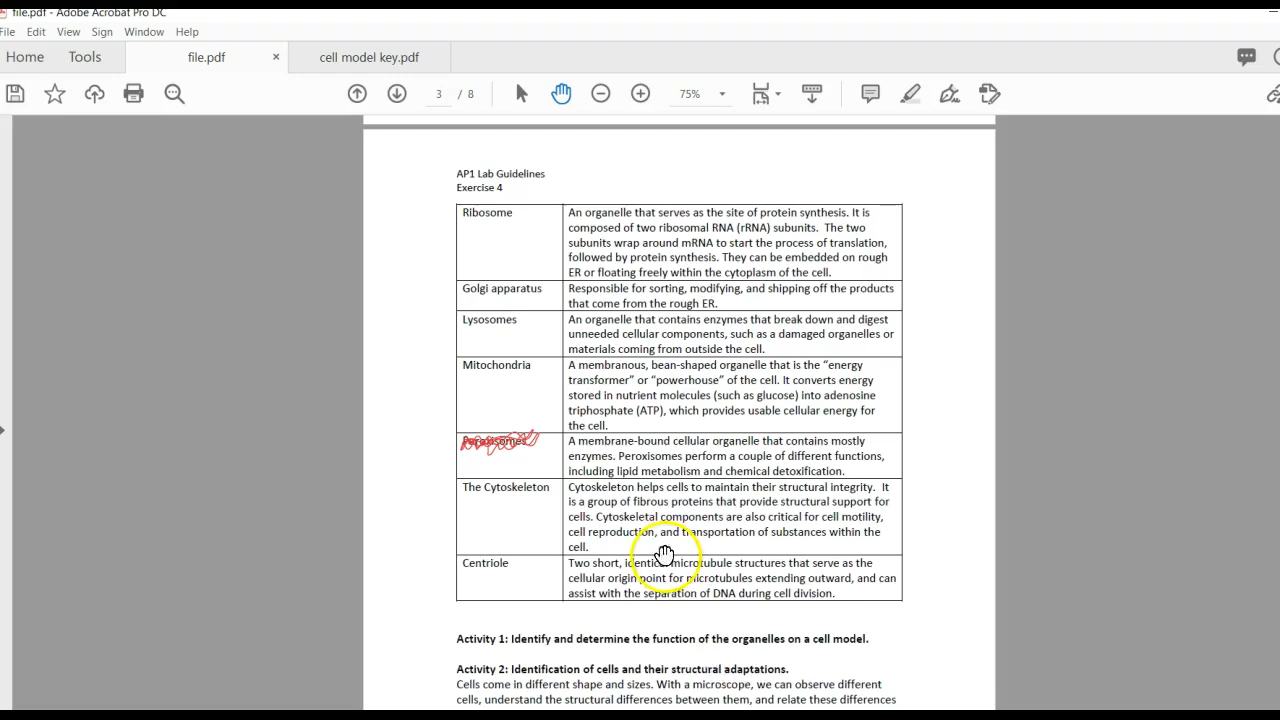 file.pdf - Adobe Acrobat Pro DC
File Edit View Sign Window Help
Home Tools file.pdf × cell model key.pdf
3 / 8 75%
AP1 Lab Guidelines
Exercise 4
Ribosome
An organelle that serves as the site of protein synthesis. It is
composed of two ribosomal RNA (rRNA) subunits. The two
subunits wrap around mRNA to start the process of translation,
followed by protein synthesis. They can be embedded on rough
ER or floating freely within the cytoplasm of the cell.
Golgi apparatus
Responsible for sorting, modifying, and shipping off the products
that come from the rough ER.
Lysosomes
An organelle that contains enzymes that break down and digest
unneeded cellular components, such as a damaged organelles or
materials coming from outside the cell.
Mitochondria
A membranous, bean-shaped organelle that is the “energy
transformer” or “powerhouse” of the cell. It converts energy
stored in nutrient molecules (such as glucose) into adenosine
triphosphate (ATP), which provides usable cellular energy for
the cell.
Peroxisomes
A membrane-bound cellular organelle that contains mostly
enzymes. Peroxisomes perform a couple of different functions,
including lipid metabolism and chemical detoxification.
The Cytoskeleton
Cytoskeleton helps cells to maintain their structural integrity. It
is a group of fibrous proteins that provide structural support for
cells. Cytoskeletal components are also critical for cell motility,
cell reproduction, and transportation of substances within the
cell.
Centriole
Two short, identical microtubule structures that serve as the
cellular origin point for microtubules extending outward, and can
assist with the separation of DNA during cell division.
Activity 1: Identify and determine the function of the organelles on a cell model.
Activity 2: Identification of cells and their structural adaptations.
Cells come in different shape and sizes. With a microscope, we can observe different
cells, understand the structural differences between them, and relate these differences